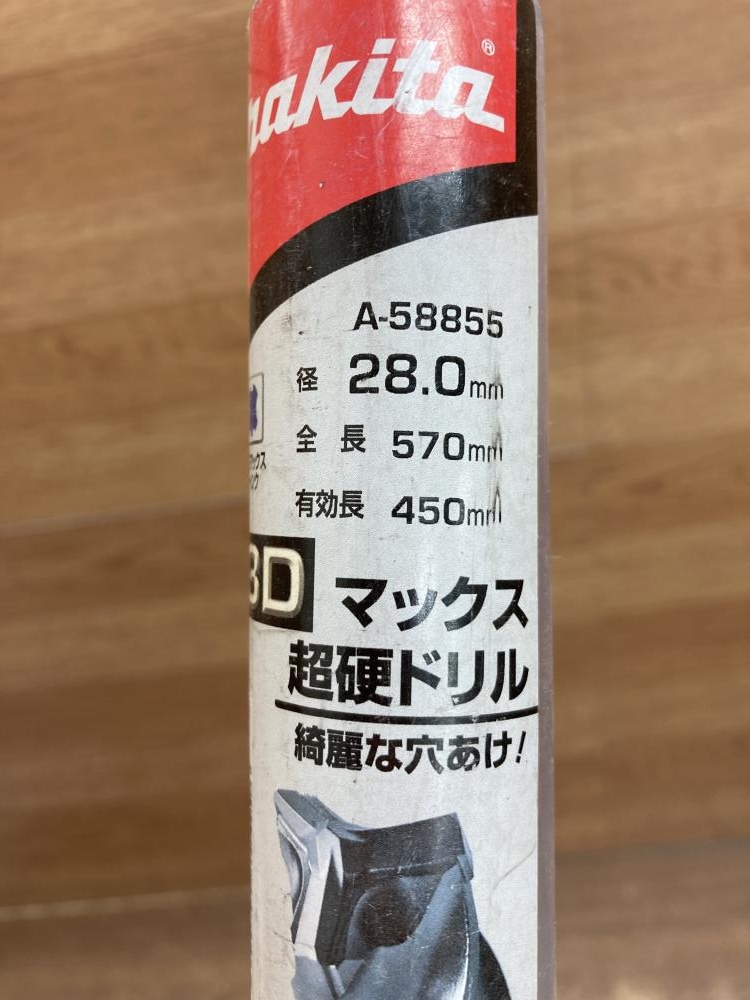 makita®
A-58855
径 28.0mm
全長 570mm
有効長 450mm
3D マックス
超硬ドリル
綺麗な穴あけ!